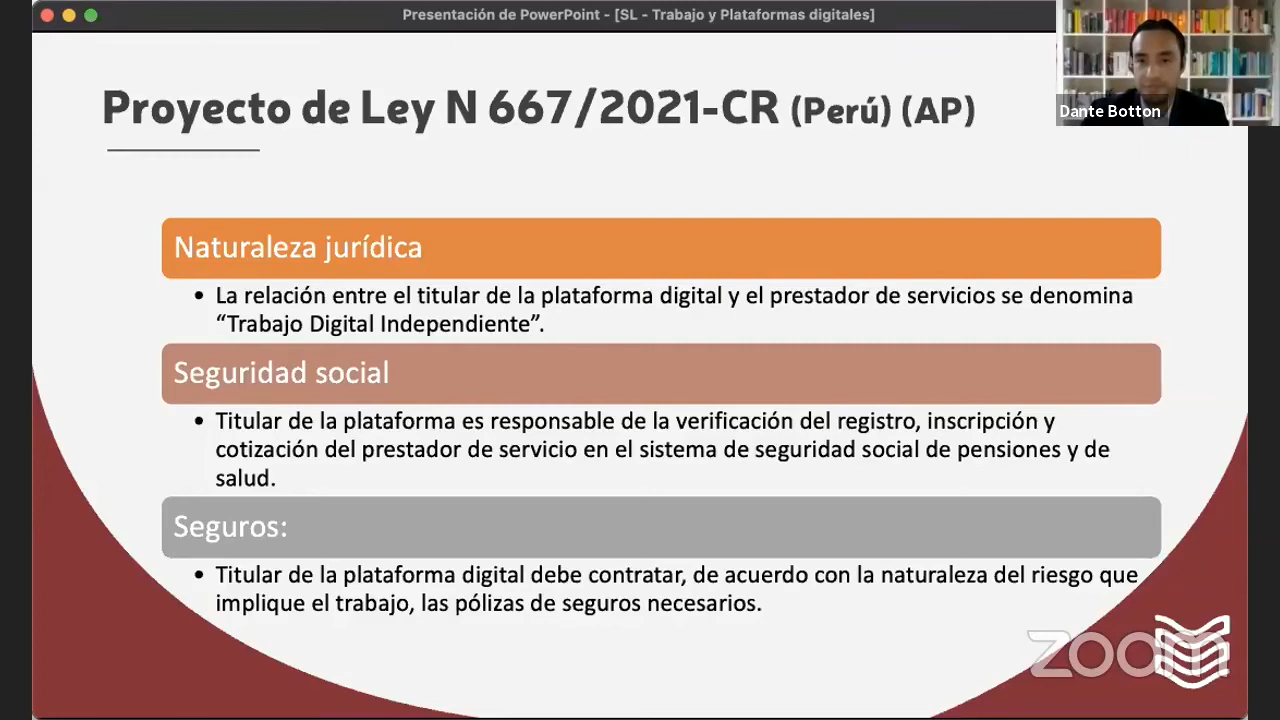 Presentación de PowerPoint - [SL - Trabajo y Plataformas digitales]
Dante Botton
Proyecto de Ley N 667/2021-CR (Perú) (AP)
Naturaleza jurídica
• La relación entre el titular de la plataforma digital y el prestador de servicios se denomina
“Trabajo Digital Independiente”.
Seguridad social
• Titular de la plataforma es responsable de la verificación del registro, inscripción y
cotización del prestador de servicio en el sistema de seguridad social de pensiones y de
salud.
Seguros:
• Titular de la plataforma digital debe contratar, de acuerdo con la naturaleza del riesgo que
implique el trabajo, las pólizas de seguros necesarios.
zoom